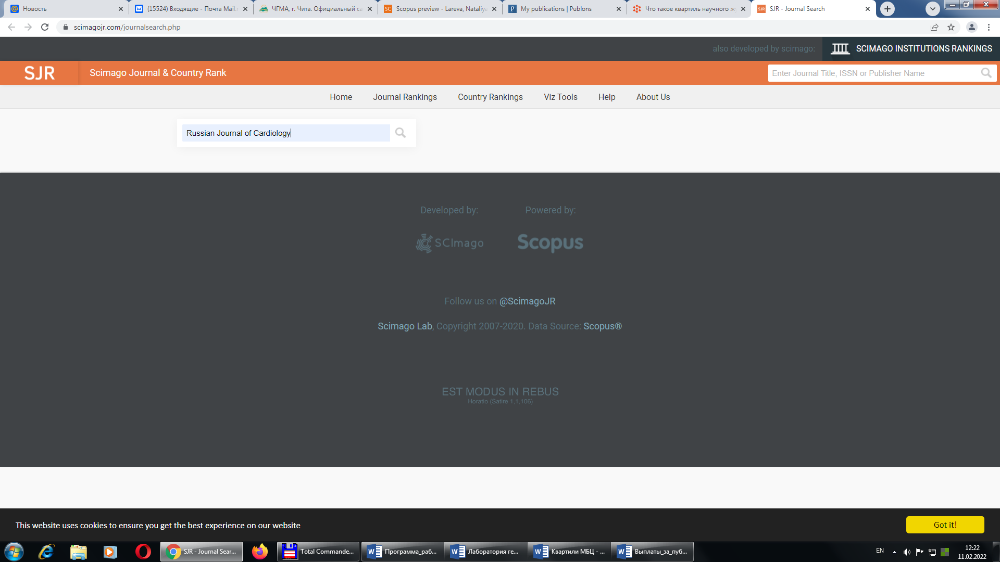 Новость
(15524) Входящие - Почта Mail.r
ЧГМА, г. Чита. Официальный са
Scopus preview - Lareva, Nataliya
My publications | Publons
Что такое квартиль научного ж
SJR - Journal Search
scimagojr.com/journalsearch.php
also developed by scimago:
SCIMAGO INSTITUTIONS RANKINGS
SJR
Scimago Journal & Country Rank
Enter Journal Title, ISSN or Publisher Name
Home
Journal Rankings
Country Rankings
Viz Tools
Help
About Us
Russian Journal of Cardiology
Developed by:
Powered by:
SCImago
Scopus
Follow us on @ScimagoJR
Scimago Lab, Copyright 2007-2020. Data Source: Scopus®
EST MODUS IN REBUS
Horatio (Satire 1,1,106)
This website uses cookies to ensure you get the best experience on our website
Got it!
SJR - Journal Sear...
Total Commande...
Программа_раб...
Лаборатория ге...
Квартили МБЦ - ...
Выплаты_за_пуб...
EN
12:22
11.02.2022